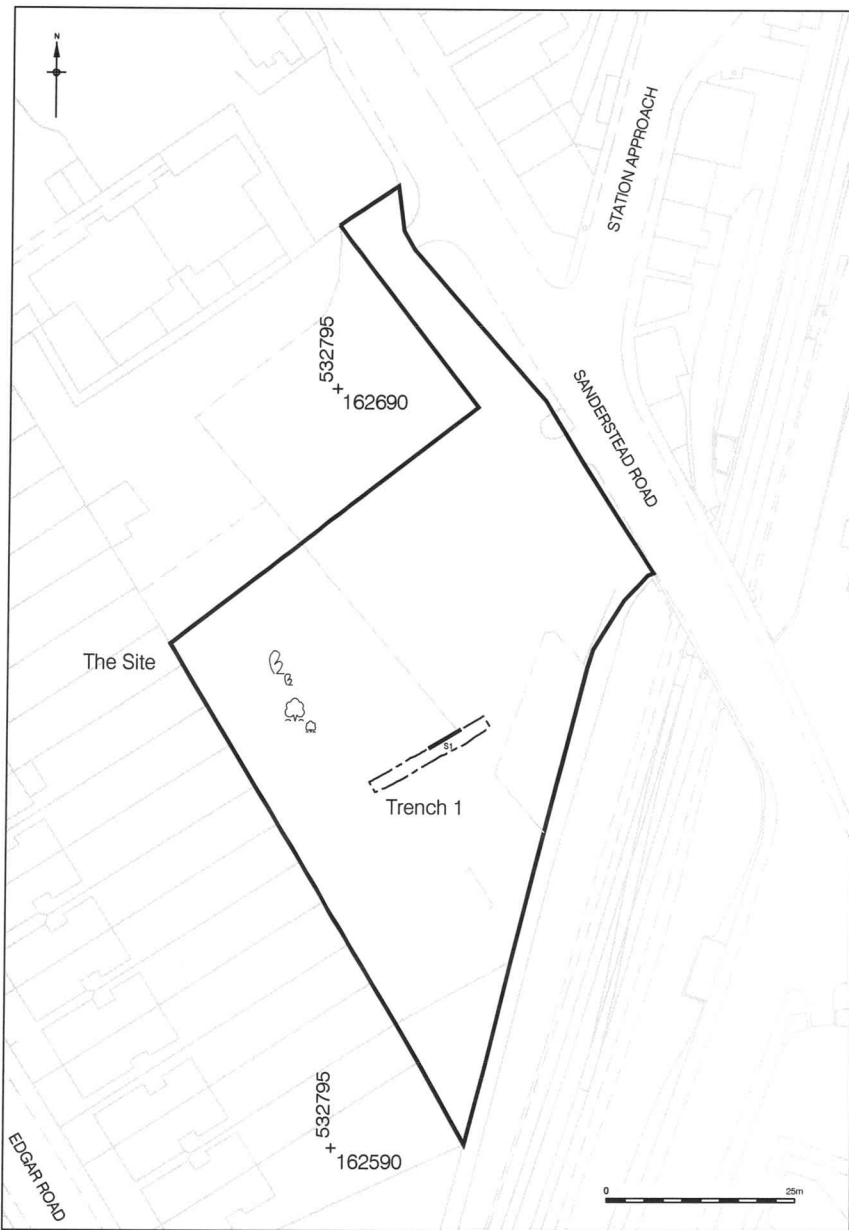 N
STATION APPROACH
532795
162690
SANDERSTEAD ROAD
The Site
S1
Trench 1
532795
162590
EDGAR ROAD
0 25m